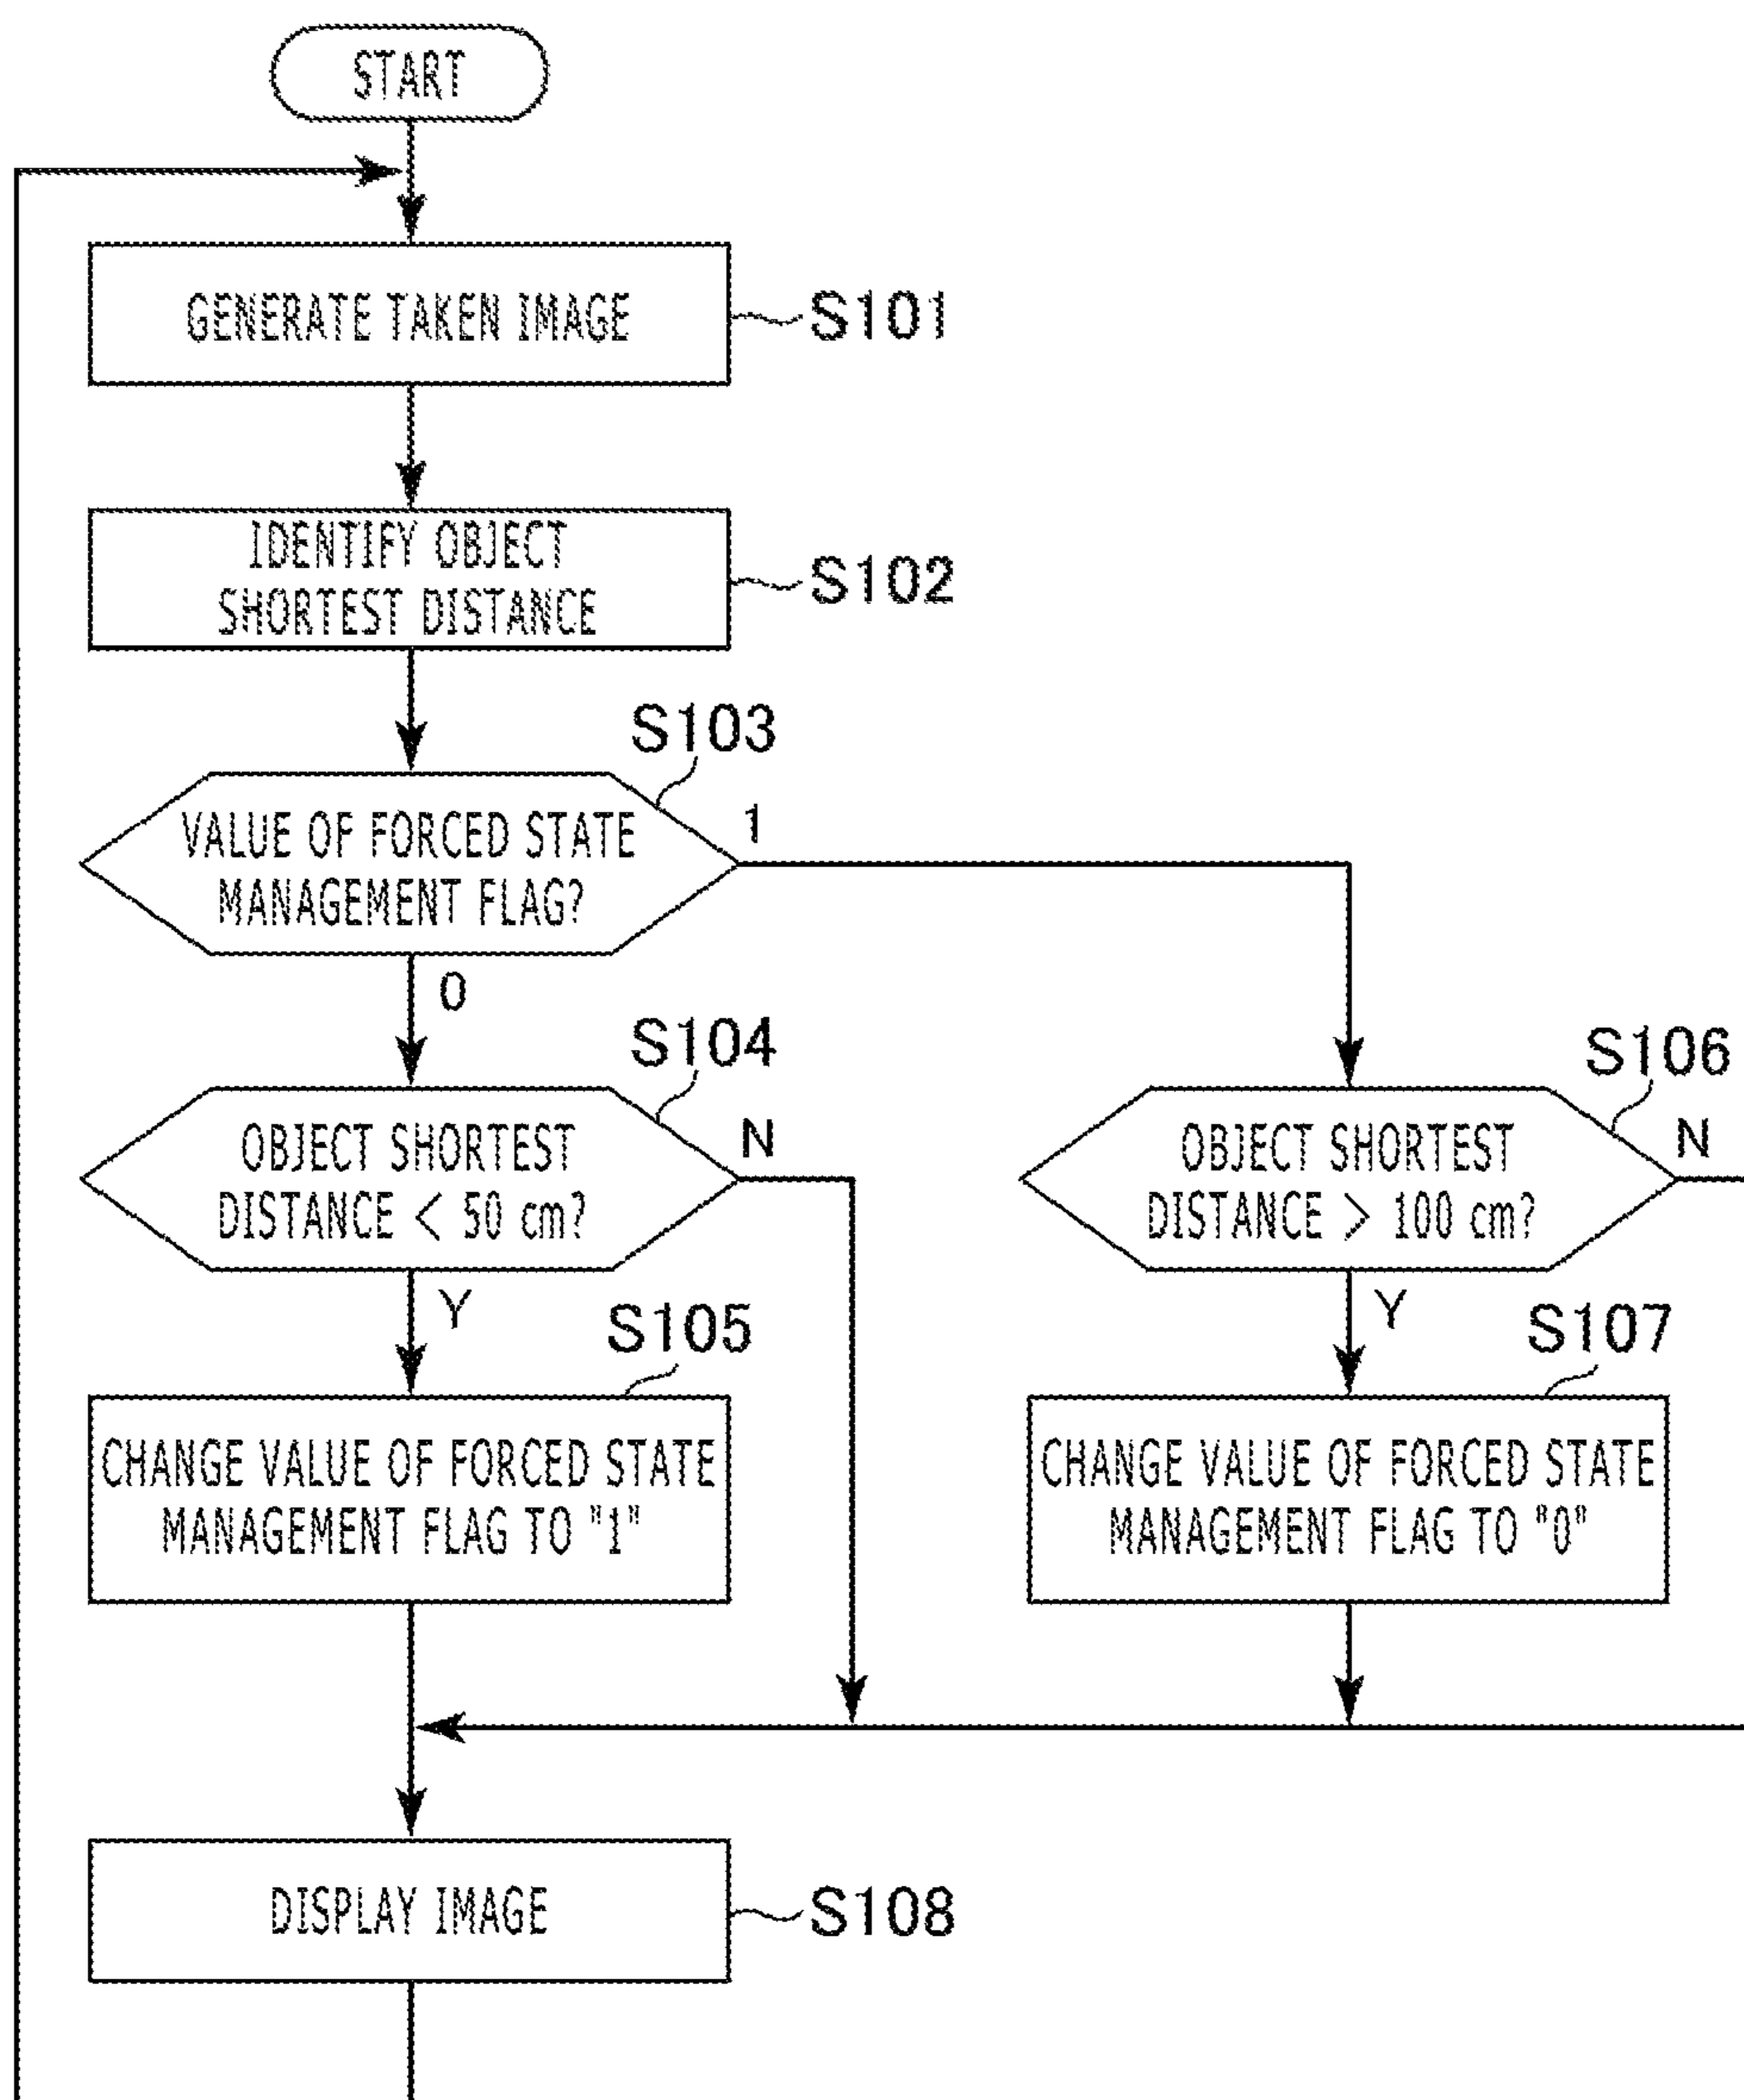 START
GENERATE TAKEN IMAGE
S101
IDENTIFY OBJECT
SHORTEST DISTANCE
S102
S103
VALUE OF FORCED STATE
MANAGEMENT FLAG?
1
0
S104
OBJECT SHORTEST
DISTANCE < 50 cm?
N
Y
S106
OBJECT SHORTEST
DISTANCE > 100 cm?
N
Y
S105
CHANGE VALUE OF FORCED STATE
MANAGEMENT FLAG TO "1"
S107
CHANGE VALUE OF FORCED STATE
MANAGEMENT FLAG TO "0"
DISPLAY IMAGE
S108